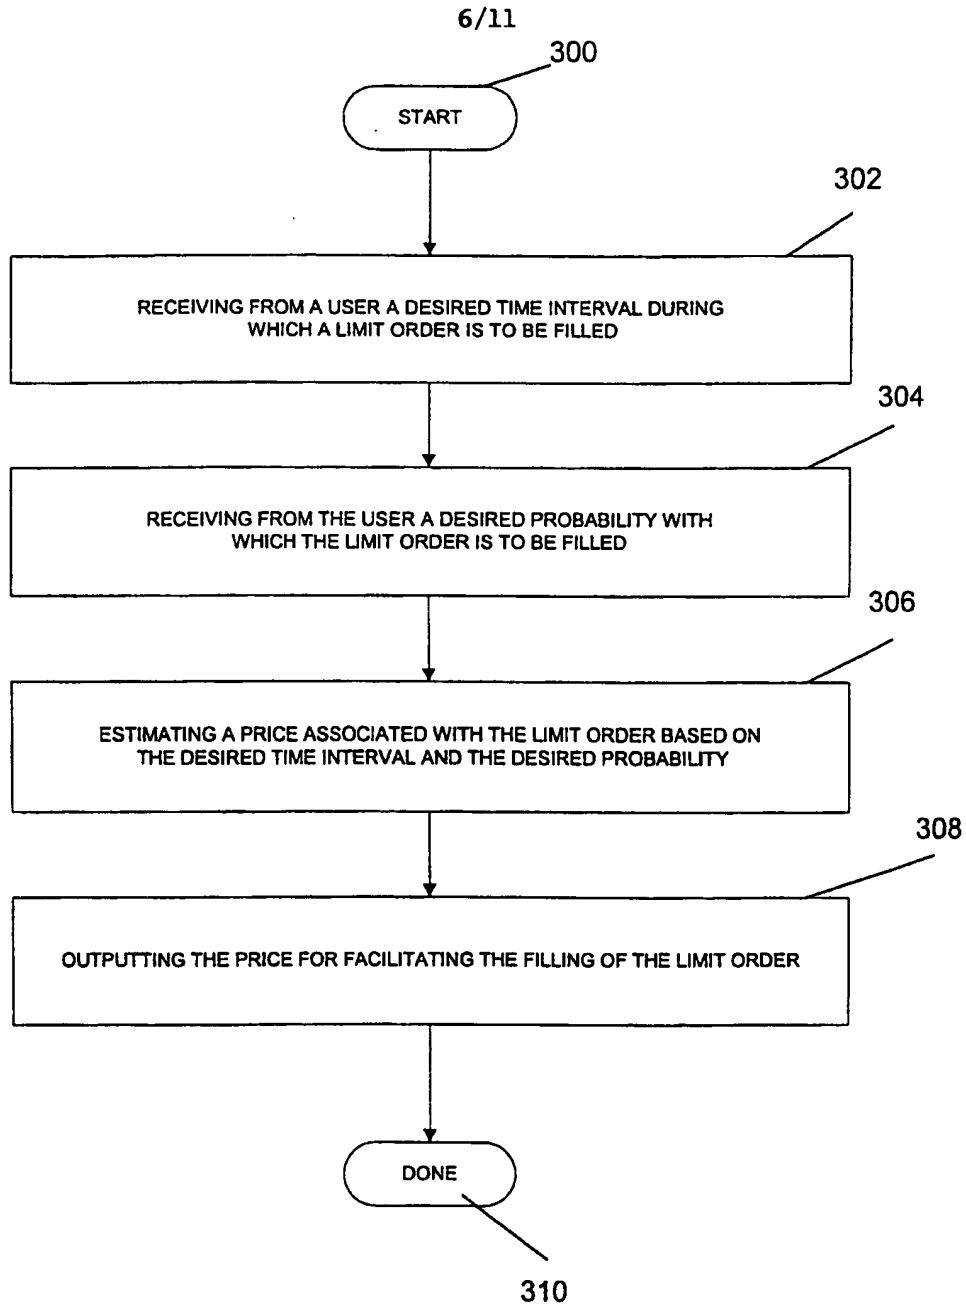 6/11
300
START
302
RECEIVING FROM A USER A DESIRED TIME INTERVAL DURING
WHICH A LIMIT ORDER IS TO BE FILLED
304
RECEIVING FROM THE USER A DESIRED PROBABILITY WITH
WHICH THE LIMIT ORDER IS TO BE FILLED
306
ESTIMATING A PRICE ASSOCIATED WITH THE LIMIT ORDER BASED ON
THE DESIRED TIME INTERVAL AND THE DESIRED PROBABILITY
308
OUTPUTTING THE PRICE FOR FACILITATING THE FILLING OF THE LIMIT ORDER
DONE
310